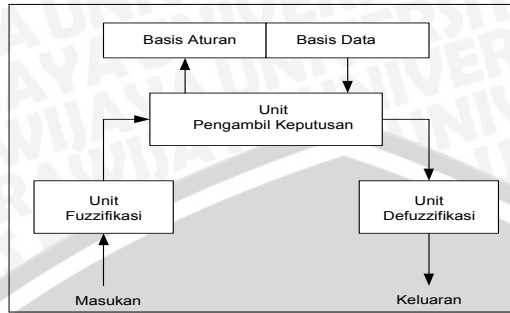 Basis Aturan
Basis Data
Unit
Pengambil Keputusan
Unit
Fuzzifikasi
Unit
Defuzzifikasi
Masukan
Keluaran